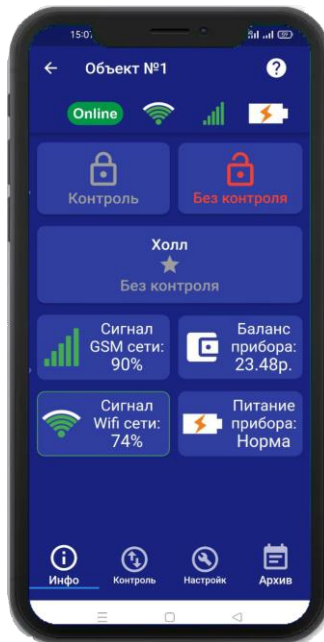 15:0
Объект №1
?
Online
Контроль
Без контроля
Холл
Без контроля
Сигнал
GSM сети:
90%
Баланс
прибора:
23.48р.
Сигнал
Wifi сети:
74%
Питание
прибора:
Норма
Инфо
Контроль
Настройк
Архив